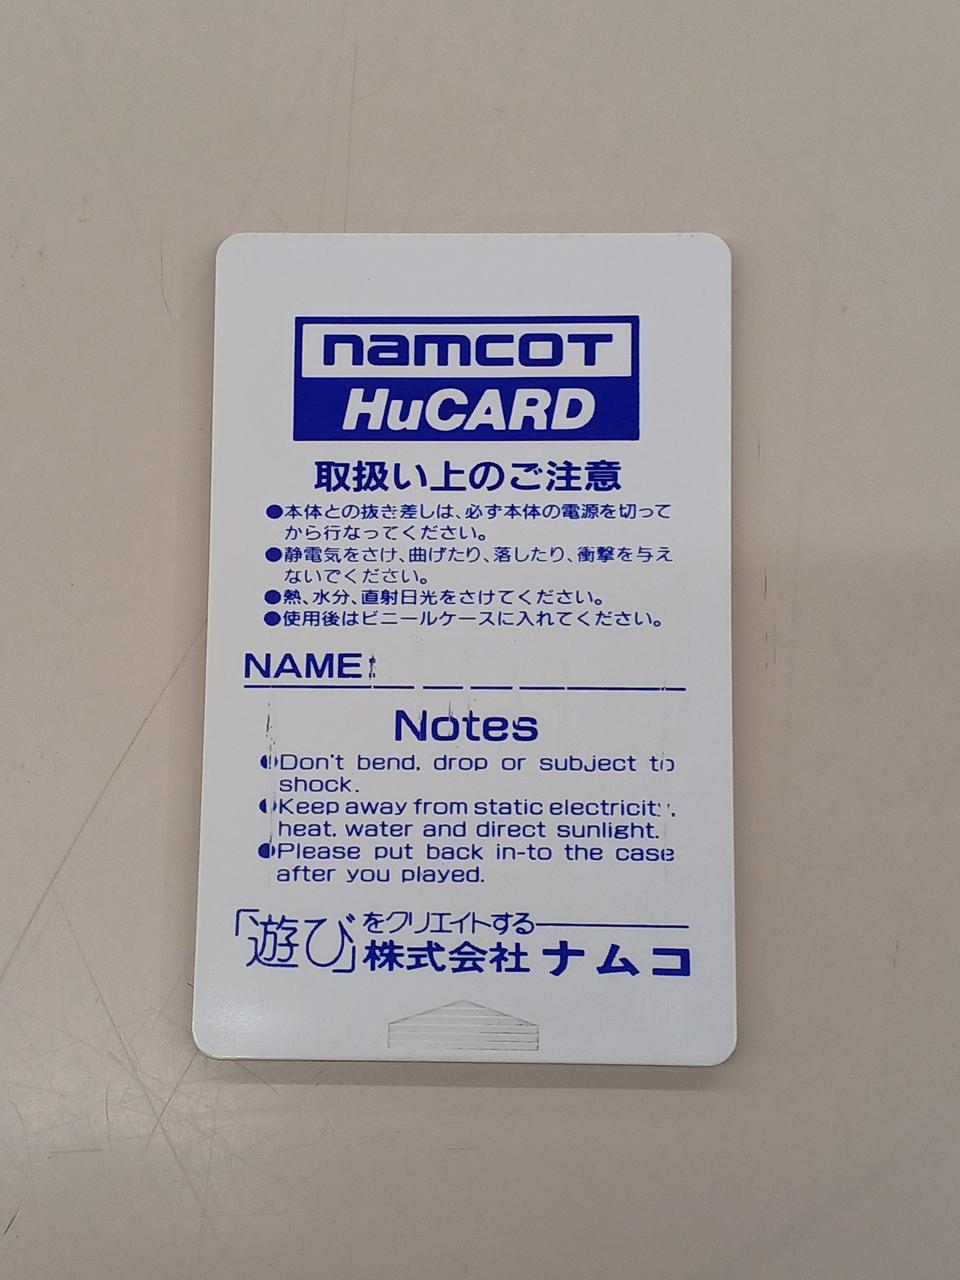 namcoT
HuCARD
取扱い上のご注意
●本体との抜き差しは、必ず本体の電源を切って
から行なってください。
●静電気をさけ、曲げたり、落したり、衝撃を与え
ないでください。
●熱、水分、直射日光をさけてください。
●使用後はビニールケースに入れてください。
NAME:
Notes
●Don't bend, drop or subject to
shock.
●Keep away from static electricity,
heat, water and direct sunlight.
●Please put back in-to the case
after you played.
「遊び」をクリエイトする
株式会社ナムコ